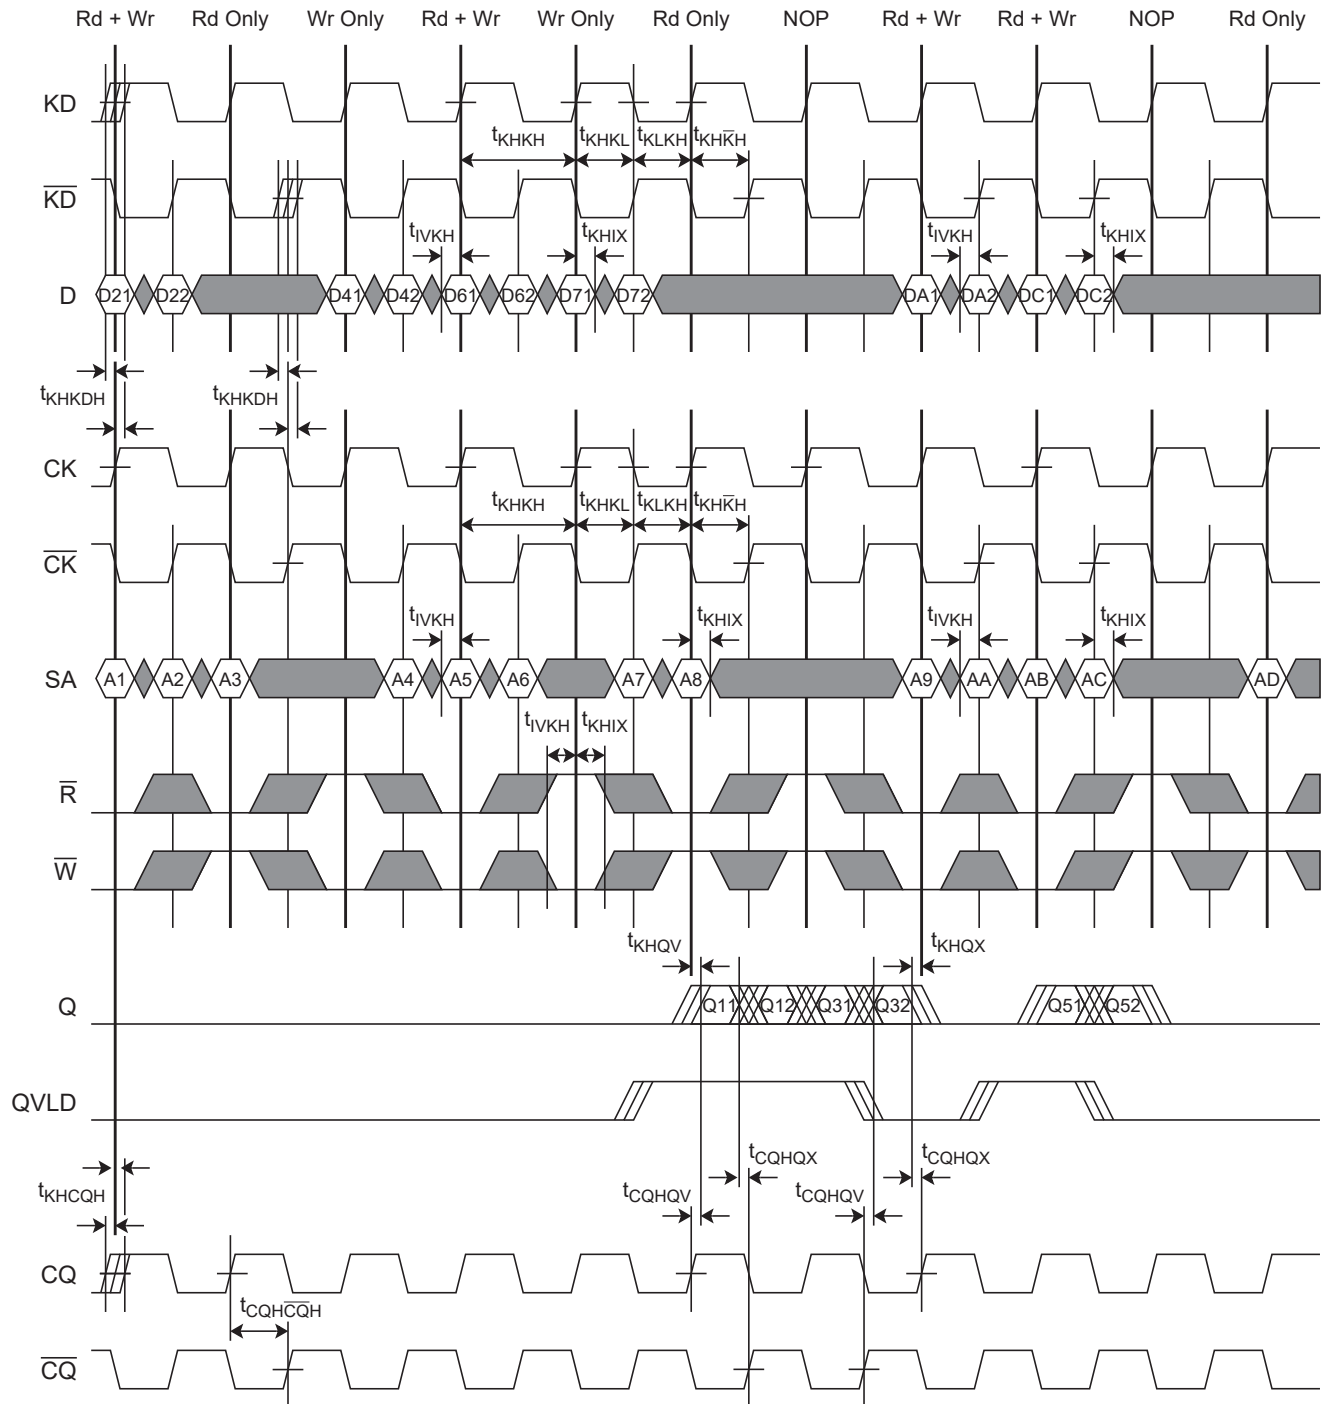 Rd + Wr Rd Only Wr Only Rd + Wr Wr Only Rd Only NOP Rd + Wr Rd + Wr NOP Rd Only
KD
tKHKH tKHKL tKLKH tKHK̅H
K̅D̅
tIVKH tKHIX tIVKH tKHIX
D D21 D22 D41 D42 D61 D62 D71 D72 DA1 DA2 DC1 DC2
tKHKDH tKHKDH
CK
tKHKH tKHKL tKLKH tKHK̅H
C̅K̅
tIVKH tKHIX tIVKH tKHIX
SA A1 A2 A3 A4 A5 A6 A7 A8 A9 AA AB AC AD
tIVKH tKHIX
R̅
W̅
tKHQV tKHQX
Q Q11 Q12 Q31 Q32 Q51 Q52
QVLD
tCQHQX tCQHQX
tKHCQH tCQHQV tCQHQV
CQ
tCQHC̅Q̅H
C̅Q̅